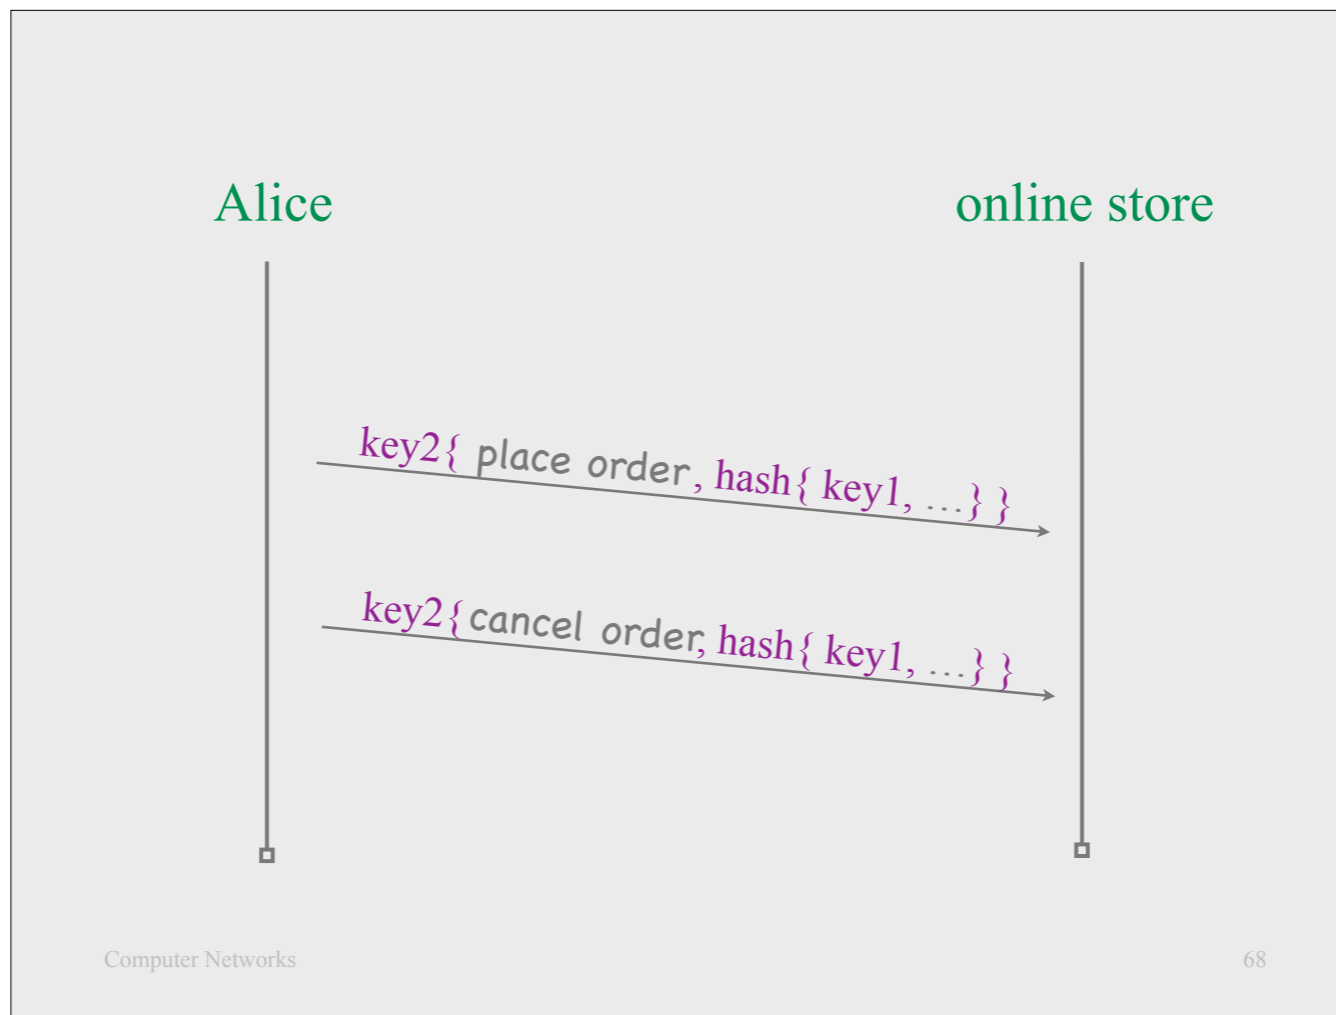 Alice
online store
key2{ place order, hash{ key1, ...} }
key2{cancel order, hash{ key1, ...} }
Computer Networks
68